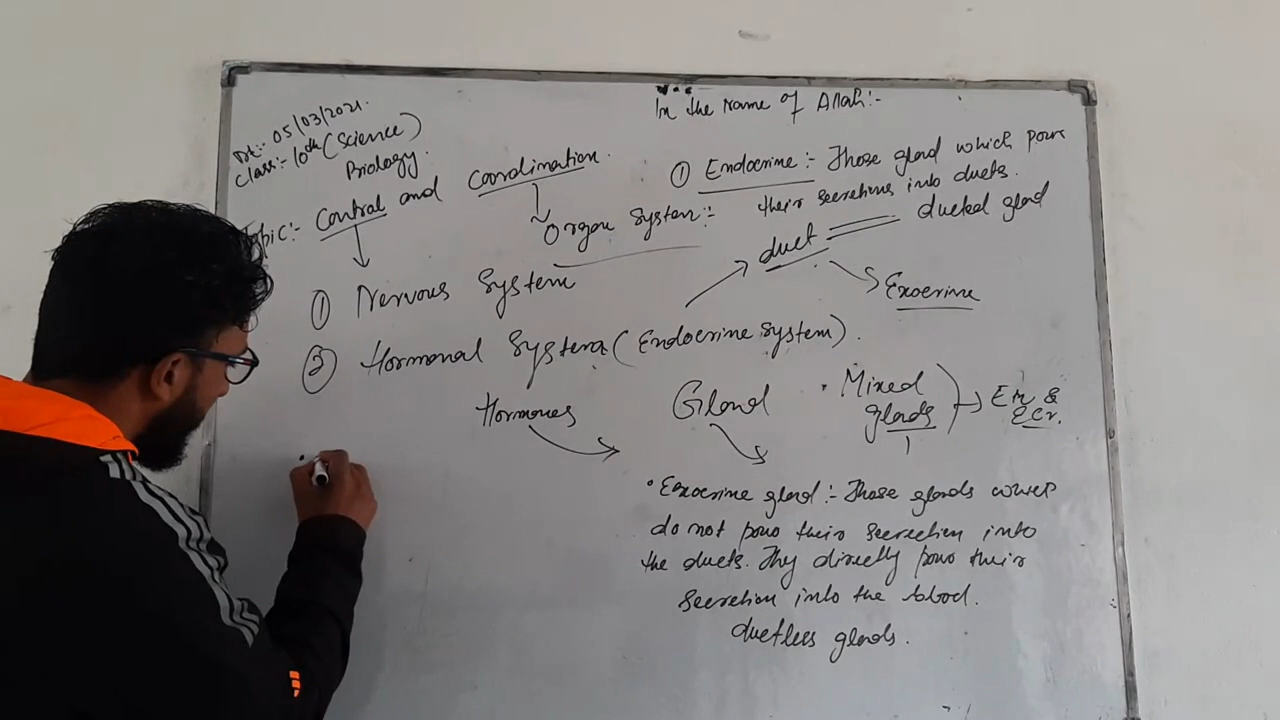 In the Name of Allah:-
Dt:- 05/03/2021.
Class:- 10th (Science)
Biology.
Topic:- Control and Coordination.
Organ System:-
① Nervous System
② Hormonal System (Endocrine System).
Hormones
Gland
① Endocrine:- Those gland which pour
their secretions into ducts.
duct ducted gland
Exocrine
. Mixed
glands
En &
ECr.
• Exocrine gland:- Those glands which
do not pour their secretion into
the ducts. They directly pour their
secretion into the blood.
ductless glands.